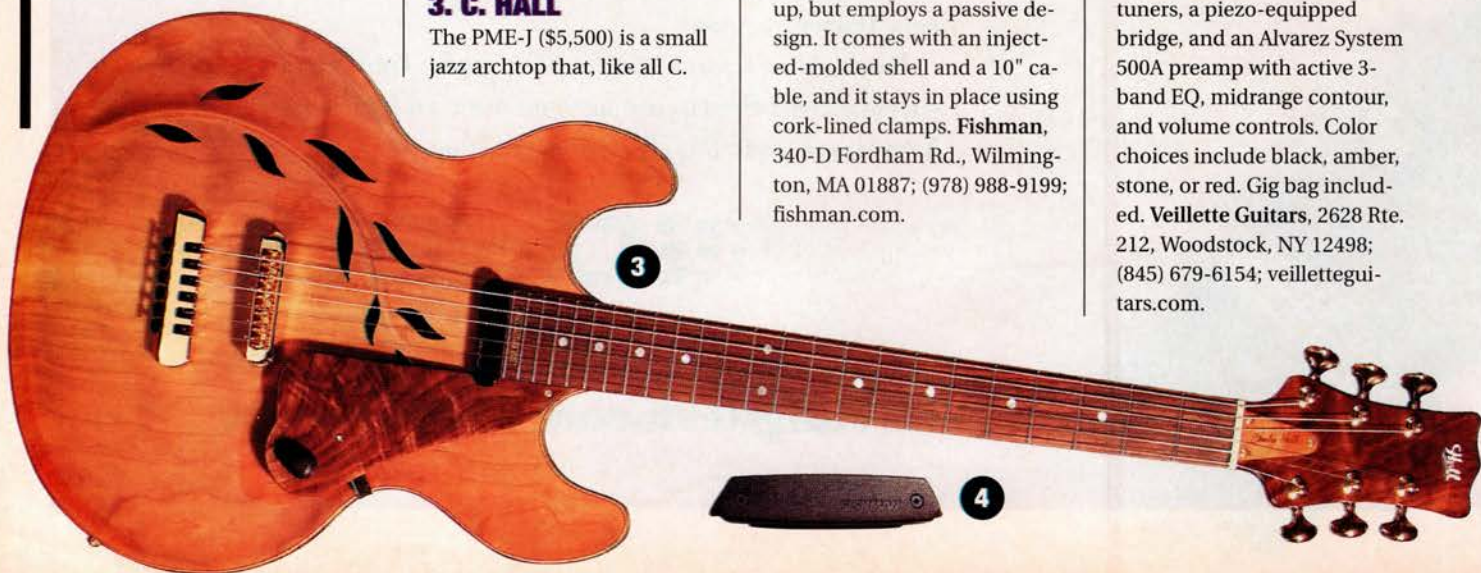 3. C. HALL
The PME-J ($5,500) is a small
jazz archtop that, like all C.
up, but employs a passive de-
sign. It comes with an inject-
ed-molded shell and a 10" ca-
ble, and it stays in place using
cork-lined clamps. Fishman,
340-D Fordham Rd., Wilming-
ton, MA 01887; (978) 988-9199;
fishman.com.
tuners, a piezo-equipped
bridge, and an Alvarez System
500A preamp with active 3-
band EQ, midrange contour,
and volume controls. Color
choices include black, amber,
stone, or red. Gig bag includ-
ed. Veillette Guitars, 2628 Rte.
212, Woodstock, NY 12498;
(845) 679-6154; veillettegui-
tars.com.
3
4